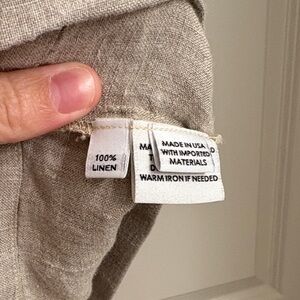 100%
LINEN
MADE IN USA
WITH IMPORTED
MATERIALS
WARM IRON IF NEEDED